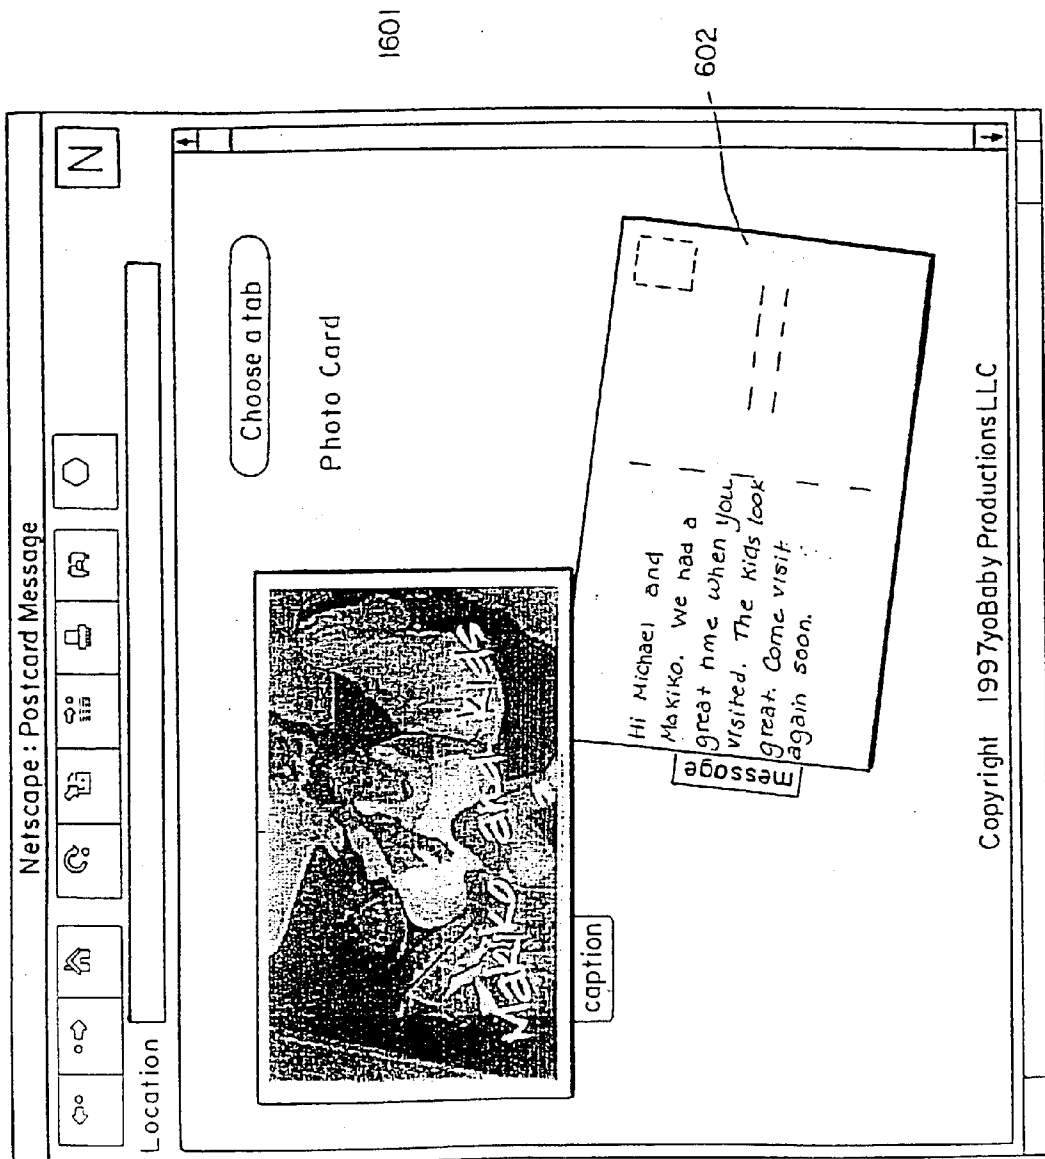 Netscape : Postcard Message
N
Location
Choose a tab
Photo Card
caption
message
Hi Michael and
Makiko. We had a
great time when you
visited. The kids look
great. Come visit
again soon.
Copyright 1997yoBaby Productions LLC
1601
602